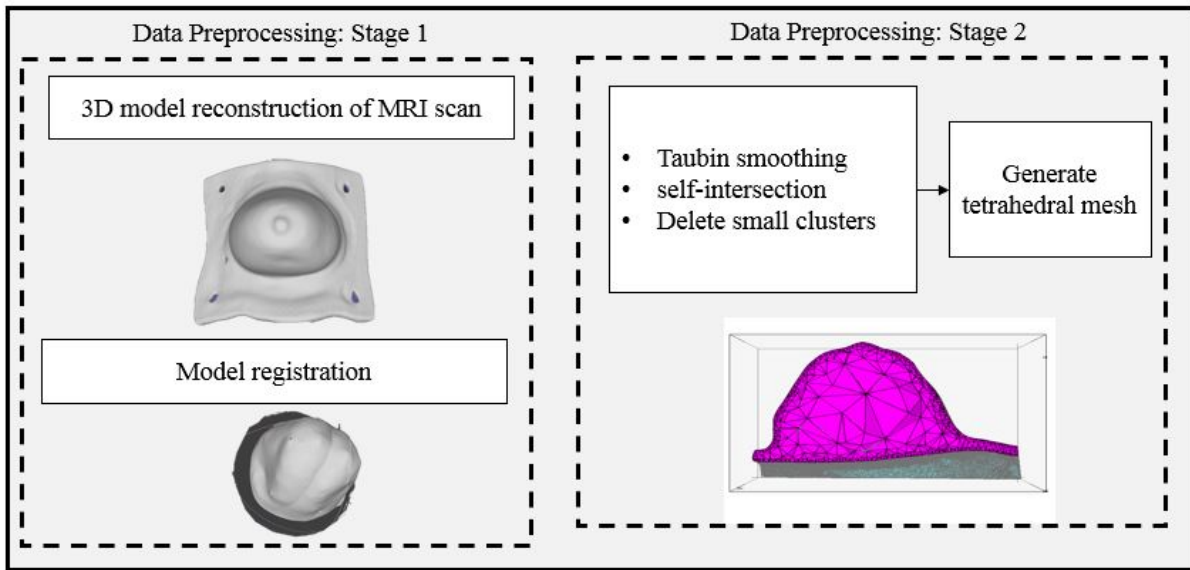 Data Preprocessing: Stage 1
3D model reconstruction of MRI scan
Model registration
Data Preprocessing: Stage 2
• Taubin smoothing
• self-intersection
• Delete small clusters
Generate
tetrahedral mesh